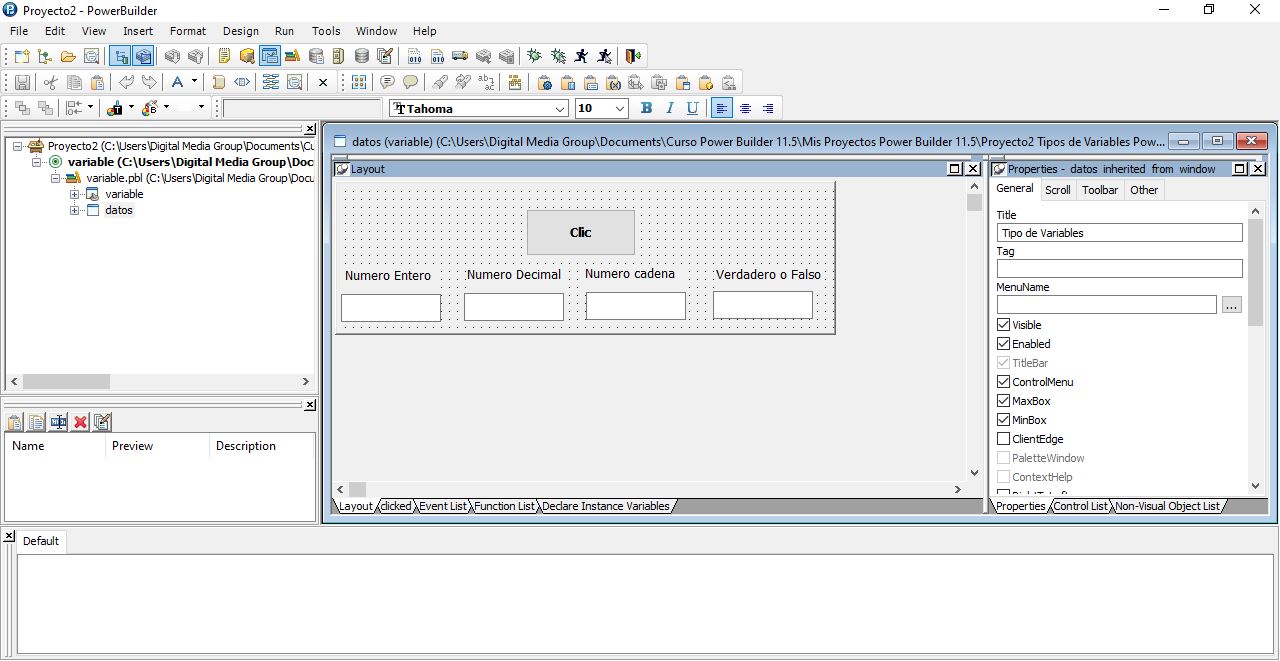 Proyecto2 - PowerBuilder
File Edit View Insert Format Design Run Tools Window Help
Tahoma 10 B I U
Proyecto2 (C:\Users\Digital Media Group\Documents\Cu
variable (C:\Users\Digital Media Group\Doc
variable.pbl (C:\Users\Digital Media Group\Docu
variable
datos
Name Preview Description
datos (variable) (C:\Users\Digital Media Group\Documents\Curso Power Builder 11.5\Mis Proyectos Power Builder 11.5\Proyecto2 Tipos de Variables Pow...
Layout
Clic
Numero Entero Numero Decimal Numero cadena Verdadero o Falso
Layout clicked Event List Function List Declare Instance Variables
Properties - datos inherited from window
General Scroll Toolbar Other
Title
Tipo de Variables
Tag
MenuName
...
Visible
Enabled
TitleBar
ControlMenu
MaxBox
MinBox
ClientEdge
PaletteWindow
ContextHelp
Properties Control List Non-Visual Object List
Default